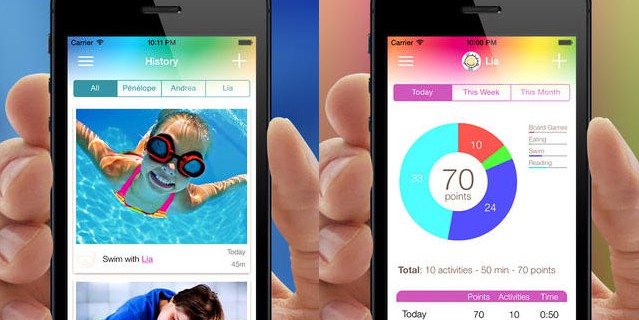 Carrier 10:11 PM
History
All Pénélope Andrea Lia
Swim with Lia
Today
45m
Carrier 10:00 PM
Lia
Today This Week This Month
Board Games
Eating
Swim
Reading
10
33
24
70
points
Total: 10 activities - 50 min - 70 points
Points Activities Time
Today 70 10 0:50